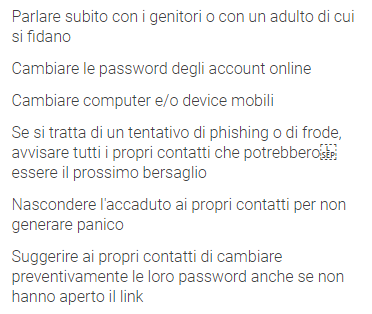 Parlare subito con i genitori o con un adulto di cui
si fidano
Cambiare le password degli account online
Cambiare computer e/o device mobili
Se si tratta di un tentativo di phishing o di frode,
avvisare tutti i propri contatti che potrebbero SEP
essere il prossimo bersaglio
Nascondere l'accaduto ai propri contatti per non
generare panico
Suggerire ai propri contatti di cambiare
preventivamente le loro password anche se non
hanno aperto il link